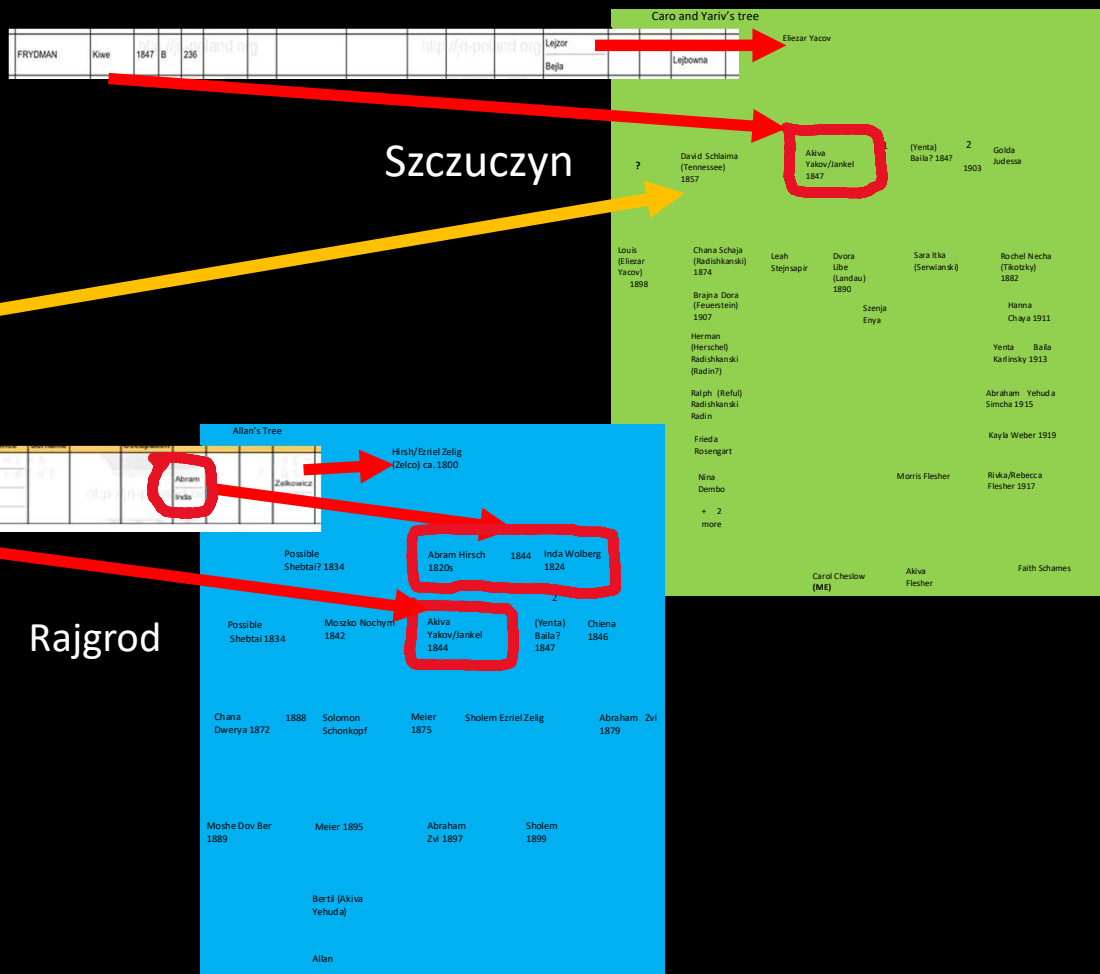 Caro and Yariv's tree
FRYDMAN Kiwe 1847 B 236 Lejzor
Bejla Lejbowna
Eliezar Yacov
Szczuczyn
?
David Schlaima
(Tennessee)
1857
Akiva
Yakov/Jankel
1847
1
(Yenta)
Baila? 184?
2
1903
Golda
Judessa
Louis
(Eliezar
Yacov)
1898
Chana Schaja
(Radishkanski)
1874
Leah
Stejnsapir
Dvora
Libe
(Landau)
1890
Sara Itka
(Serwianski)
Rochel Necha
(Tikotzky)
1882
Brajna Dora
(Feuerstein)
1907
Szenja
Enya
Hanna
Chaya 1911
Herman
(Herschel)
Radishkanski
(Radin?)
Yenta Baila
Karlinsky 1913
Ralph (Reful)
Radishkanski
Radin
Abraham Yehuda
Simcha 1915
Frieda
Rosengart
Kayla Weber 1919
Nina
Dembo
Morris Flesher
Rivka/Rebecca
Flesher 1917
+ 2
more
Carol Cheslow
(ME)
Akiva
Flesher
Faith Schames
Allan's Tree
Abram
Inda
Zelkowicz
Hirsh/Ezriel Zelig
(Zelco) ca. 1800
Possible
Shebtai? 1834
Abram Hirsch
1820s
1844
Inda Wolberg
1824
2
Rajgrod
Possible
Shebtai 1834
Moszko Nochym
1842
Akiva
Yakov/Jankel
1844
(Yenta)
Baila?
1847
Chiena
1846
Chana
Dwerya 1872
1888
Solomon
Schonkopf
Meier
1875
Sholem Ezriel Zelig
Abraham Zvi
1879
Moshe Dov Ber
1889
Meier 1895
Abraham
Zvi 1897
Sholem
1899
Bertil (Akiva
Yehuda)
Allan